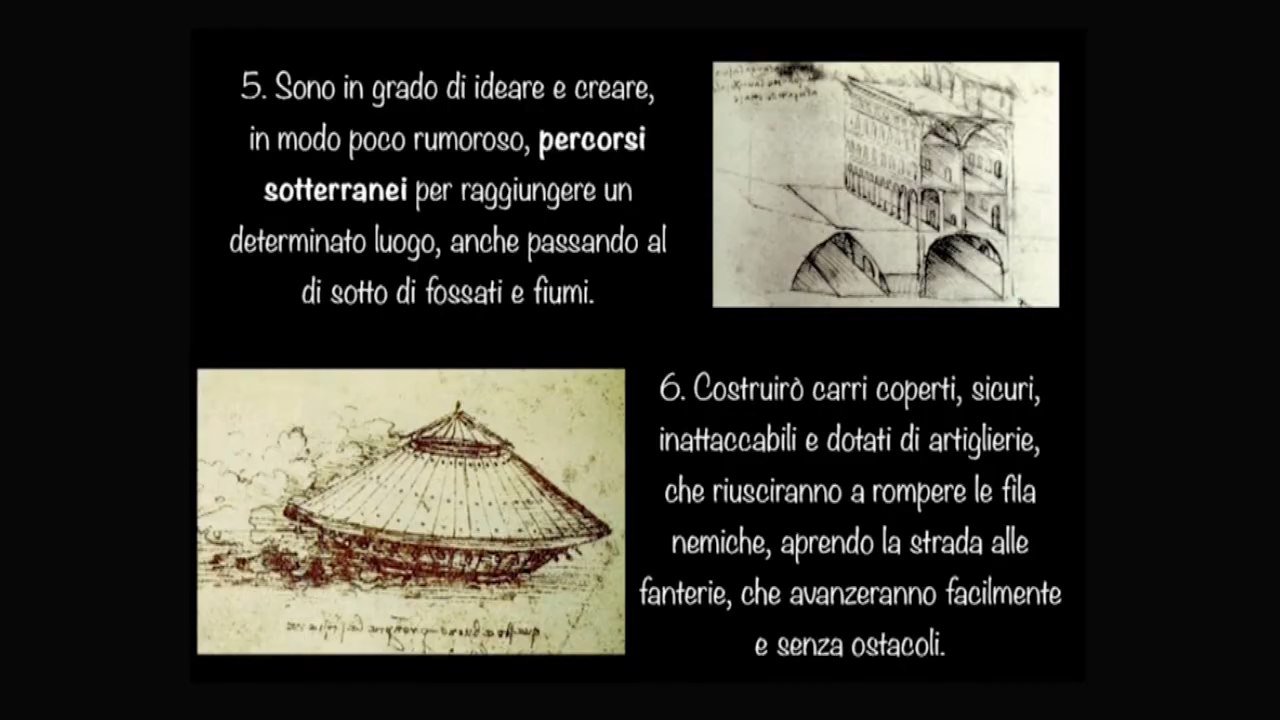 5. Sono in grado di ideare e creare,
in modo poco rumoroso, percorsi
sotterranei per raggiungere un
determinato luogo, anche passando al
di sotto di fossati e fiumi.
6. Costruirò carri coperti, sicuri,
inattaccabili e dotati di artiglierie,
che riusciranno a rompere le fila
nemiche, aprendo la strada alle
fanterie, che avanzeranno facilmente
e senza ostacoli.